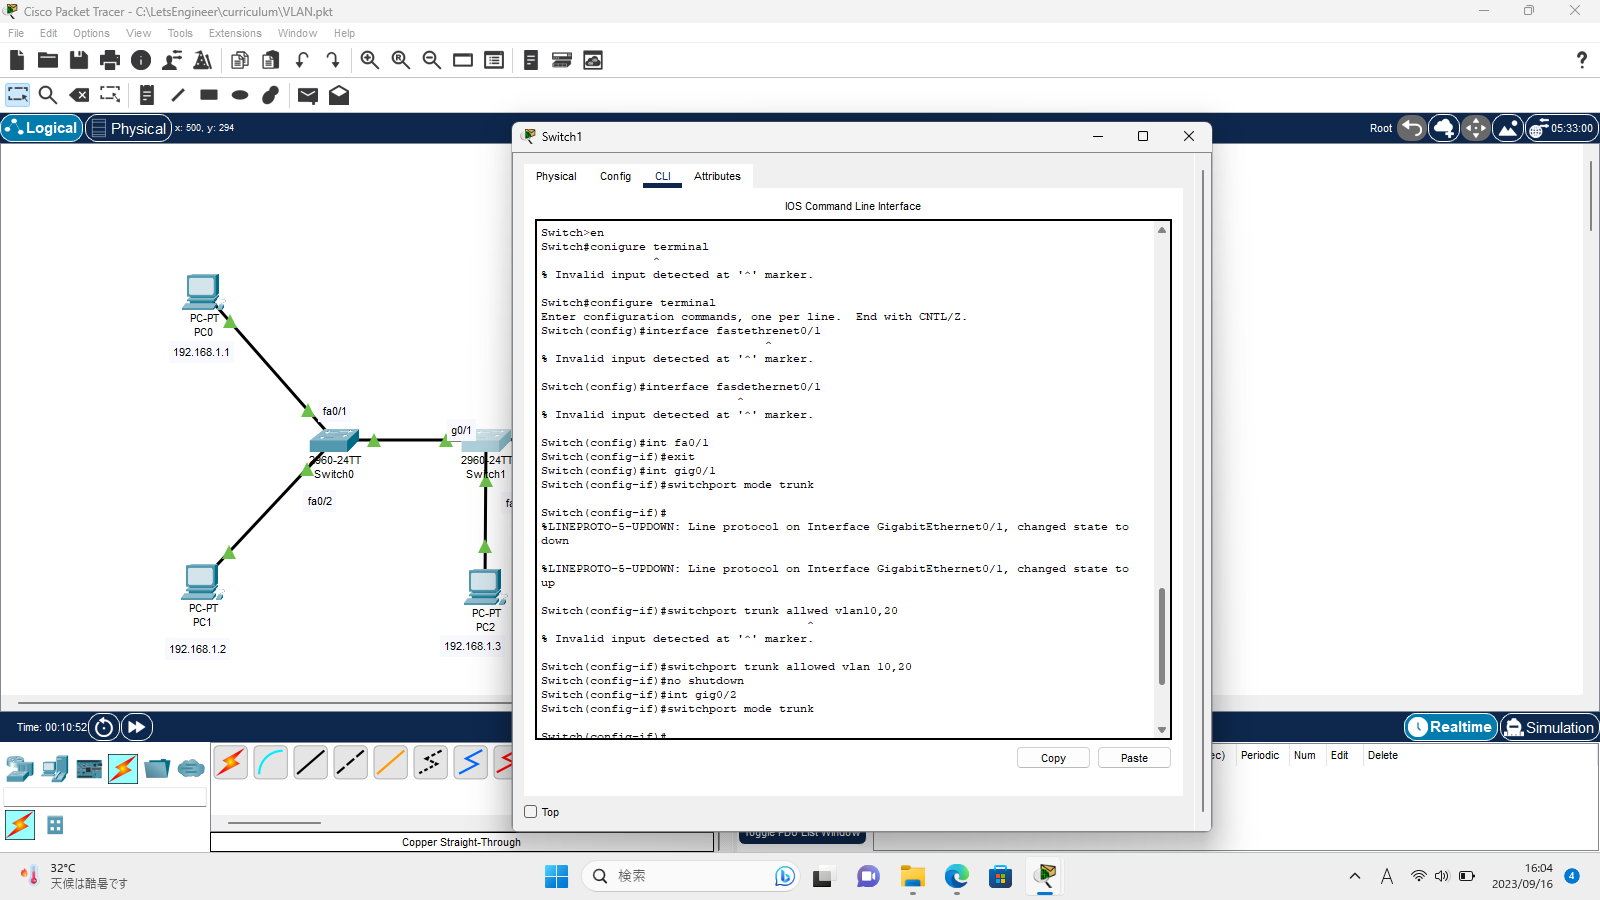 Cisco Packet Tracer - C:\LetsEngineer\curriculum\VLAN.pkt
File Edit Options View Tools Extensions Window Help
Logical Physical x: 500, y: 294
Root 05:33:00
PC-PT
PC0
192.168.1.1
fa0/1
2960-24TT
Switch0
fa0/2
g0/1
2960-24TT
Switch1
PC-PT
PC1
192.168.1.2
PC-PT
PC2
192.168.1.3
Switch1
Physical Config CLI Attributes
IOS Command Line Interface
Switch>en
Switch#conigure terminal
^
% Invalid input detected at '^' marker.
Switch#configure terminal
Enter configuration commands, one per line. End with CNTL/Z.
Switch(config)#interface fastethrenet0/1
^
% Invalid input detected at '^' marker.
Switch(config)#interface fasdethernet0/1
^
% Invalid input detected at '^' marker.
Switch(config)#int fa0/1
Switch(config-if)#exit
Switch(config)#int gig0/1
Switch(config-if)#switchport mode trunk
Switch(config-if)#
%LINEPROTO-5-UPDOWN: Line protocol on Interface GigabitEthernet0/1, changed state to
down
%LINEPROTO-5-UPDOWN: Line protocol on Interface GigabitEthernet0/1, changed state to
up
Switch(config-if)#switchport trunk allwed vlan10,20
^
% Invalid input detected at '^' marker.
Switch(config-if)#switchport trunk allowed vlan 10,20
Switch(config-if)#no shutdown
Switch(config-if)#int gig0/2
Switch(config-if)#switchport mode trunk
Switch(config-if)#
Copy Paste
Top
Time: 00:10:52
Realtime Simulation
Periodic Num Edit Delete
Toggle PDU List Window
Copper Straight-Through
32°C
天候は酷暑です
検索
A
16:04
2023/09/16
4